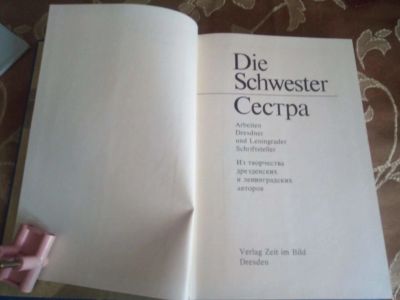 Die
Schwester
Сестра
Arbeiten
Dresdner
und Leningrader
Schriftsteller
Из творчества
дрезденских
и ленинградских
авторов
Verlag Zeit im Bild
Dresden